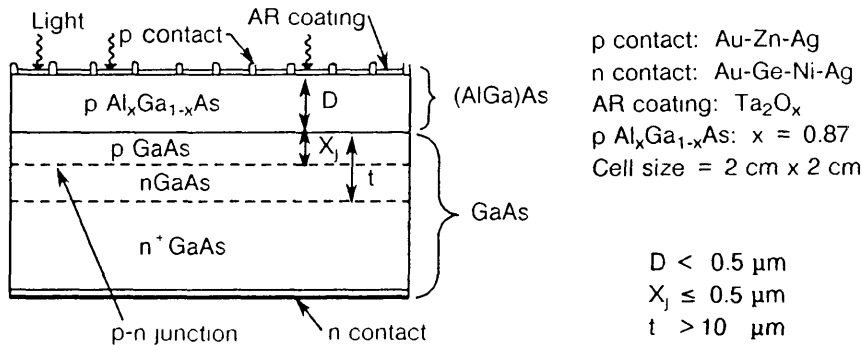 Light
AR coating
p contact
p AlₓGa₁₋ₓAs
D
(AlGa)As
p GaAs
Xⱼ
nGaAs
t
GaAs
n⁺GaAs
p-n junction
n contact
p contact: Au-Zn-Ag
n contact: Au-Ge-Ni-Ag
AR coating: Ta₂Oₓ
p AlₓGa₁₋ₓAs: x = 0.87
Cell size = 2 cm x 2 cm
D < 0.5 µm
Xⱼ ≤ 0.5 µm
t > 10 µm